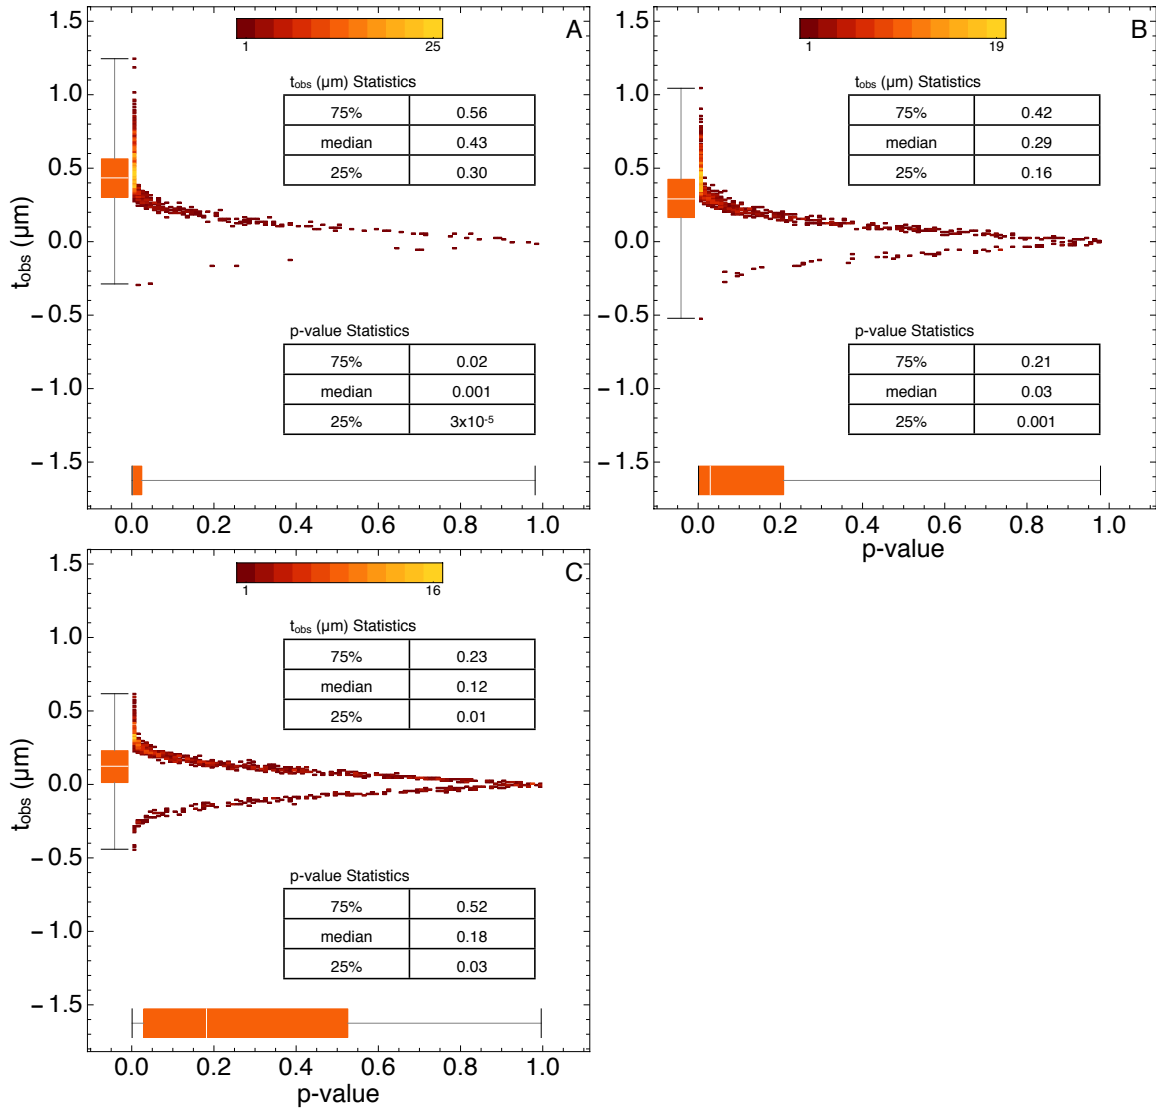 A
1 25
t_obs (μm) Statistics
75% 0.56
median 0.43
25% 0.30
p-value Statistics
75% 0.02
median 0.001
25% 3x10⁻⁵
t_obs (μm)
1.5
1.0
0.5
0.0
−0.5
−1.0
−1.5
0.0 0.2 0.4 0.6 0.8 1.0
B
1 19
t_obs (μm) Statistics
75% 0.42
median 0.29
25% 0.16
p-value Statistics
75% 0.21
median 0.03
25% 0.001
1.5
1.0
0.5
0.0
−0.5
−1.0
−1.5
0.0 0.2 0.4 0.6 0.8 1.0
p-value
C
1 16
t_obs (μm) Statistics
75% 0.23
median 0.12
25% 0.01
p-value Statistics
75% 0.52
median 0.18
25% 0.03
t_obs (μm)
1.5
1.0
0.5
0.0
−0.5
−1.0
−1.5
0.0 0.2 0.4 0.6 0.8 1.0
p-value